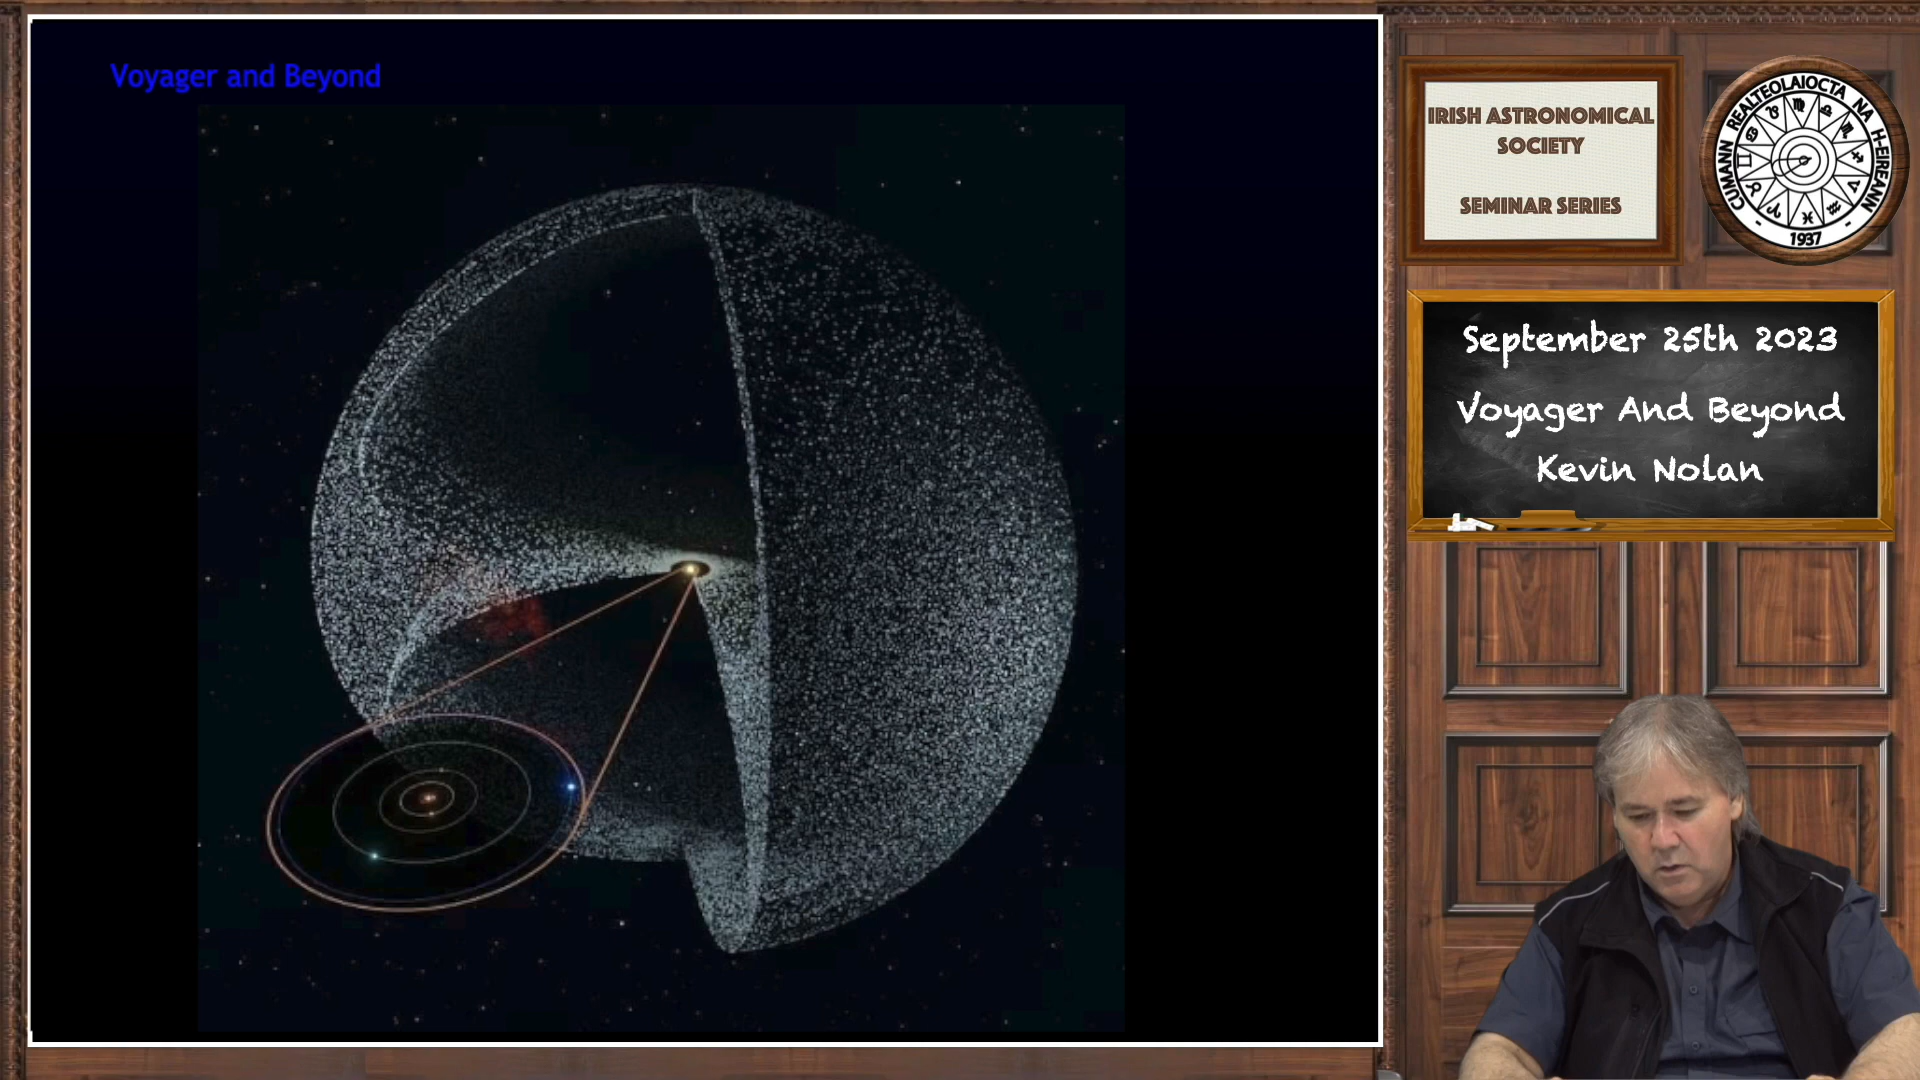 Voyager and Beyond
IRISH ASTRONOMICAL
SOCIETY
SEMINAR SERIES
CUMANN REALTEOLAIOCTA NA H-EIREANN
- 1937 -
September 25th 2023
Voyager And Beyond
Kevin Nolan